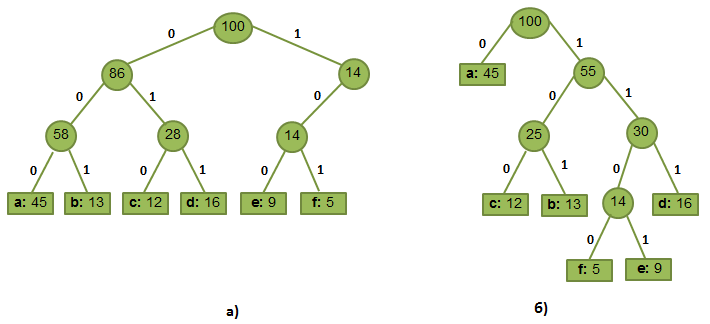 100
0 1
86 14
0 1 0
58 28 14
0 1 0 1 0 1
a: 45 b: 13 c: 12 d: 16 e: 9 f: 5
а)
100
0 1
a: 45 55
0 1
25 30
0 1 0 1
c: 12 b: 13 14 d: 16
0 1
f: 5 e: 9
б)